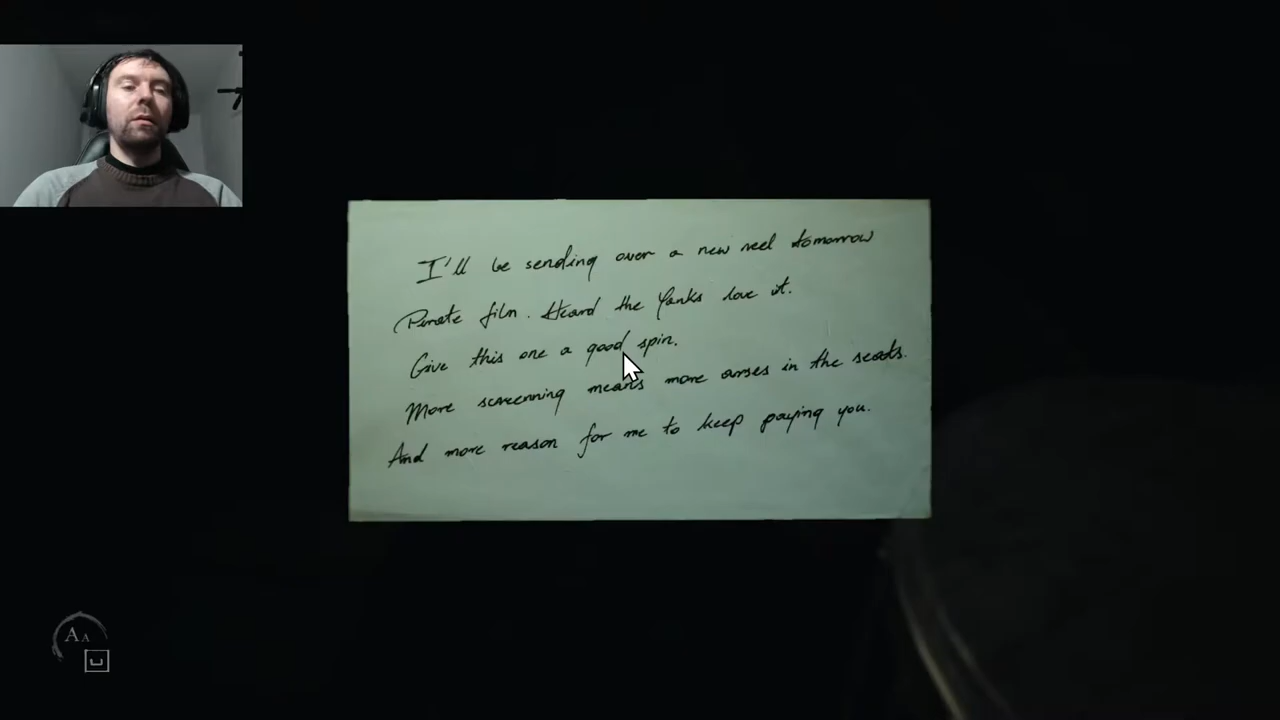 I'll be sending over a new reel tomorrow
Pirate film. Heard the Yanks love it.
Give this one a good spin.
More screenning means more arses in the seats.
And more reason for me to keep paying you.
A A